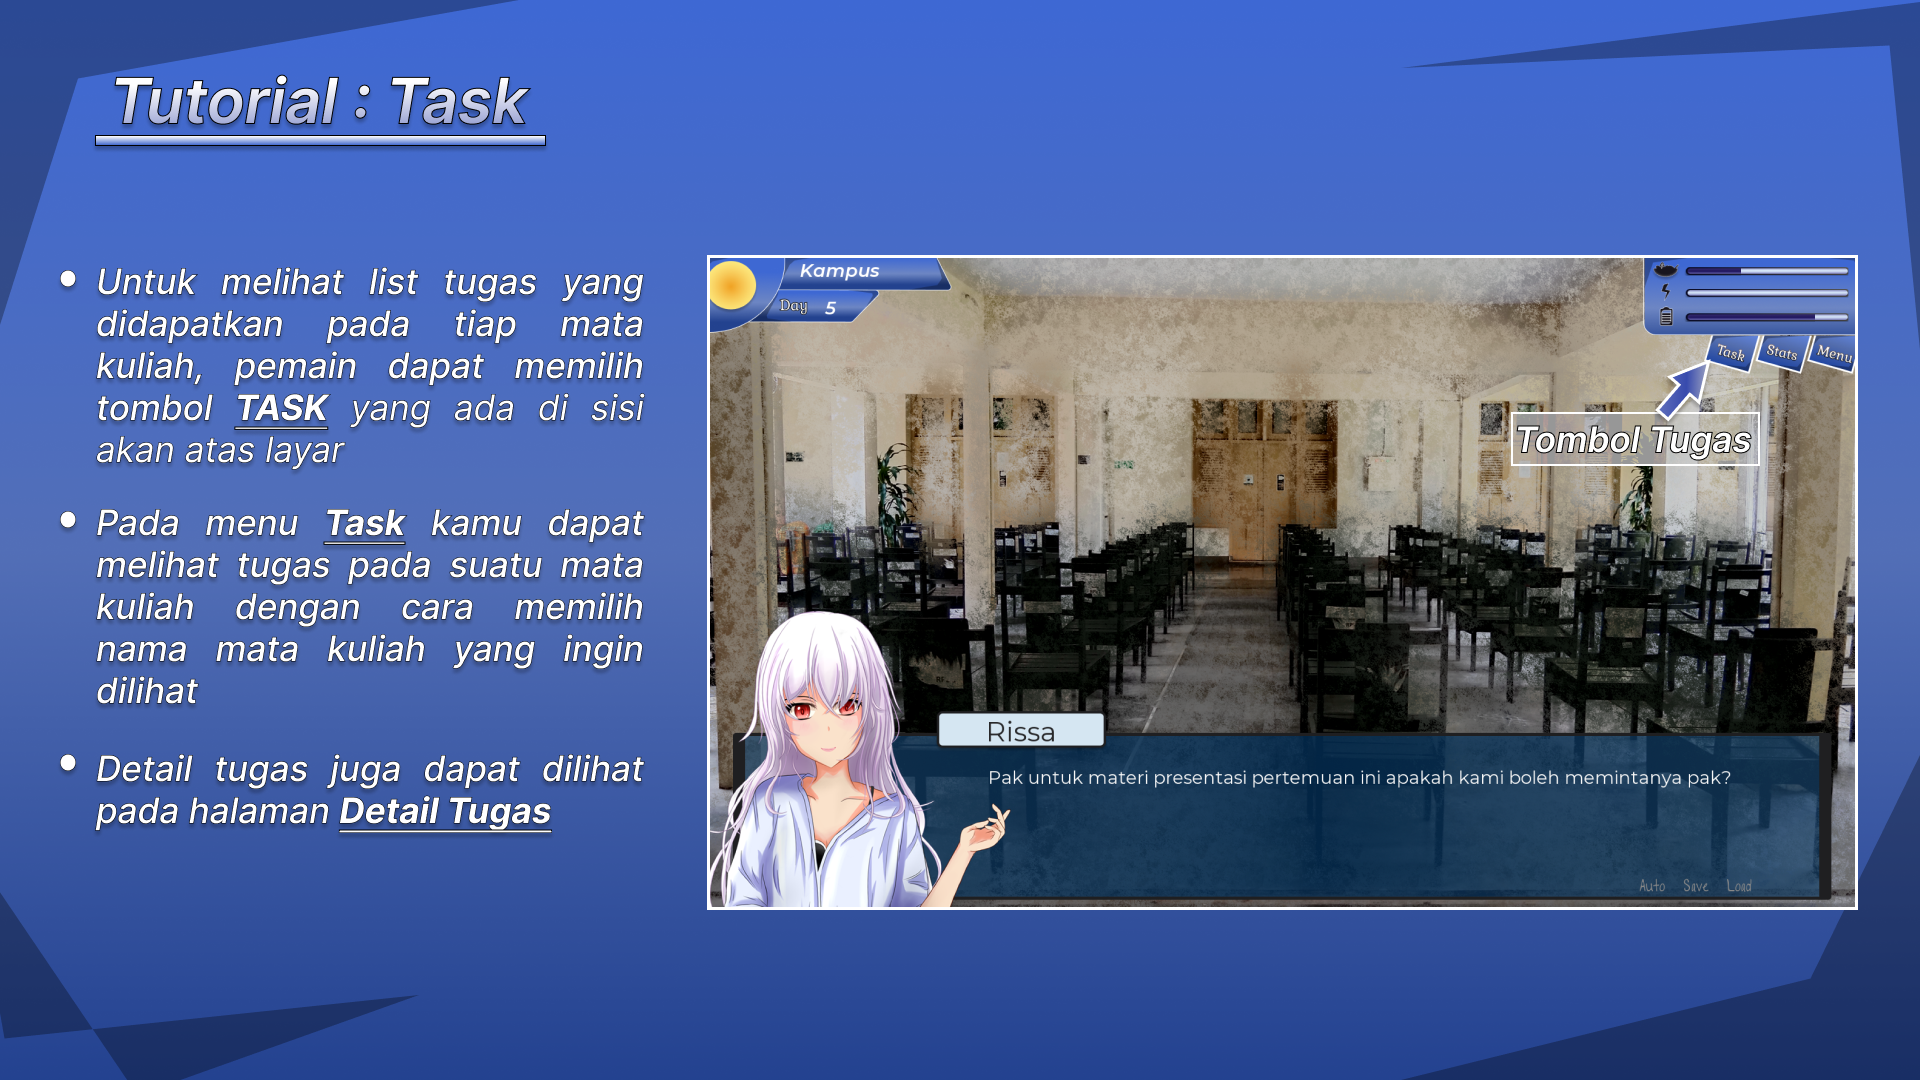 Tutorial : Task
Untuk melihat list tugas yang
didapatkan pada tiap mata
kuliah, pemain dapat memilih
tombol TASK yang ada di sisi
akan atas layar
Pada menu Task kamu dapat
melihat tugas pada suatu mata
kuliah dengan cara memilih
nama mata kuliah yang ingin
dilihat
Detail tugas juga dapat dilihat
pada halaman Detail Tugas
Kampus
Day 5
Task Stats Menu
Tombol Tugas
Rissa
Pak untuk materi presentasi pertemuan ini apakah kami boleh memintanya pak?
Auto Save Load